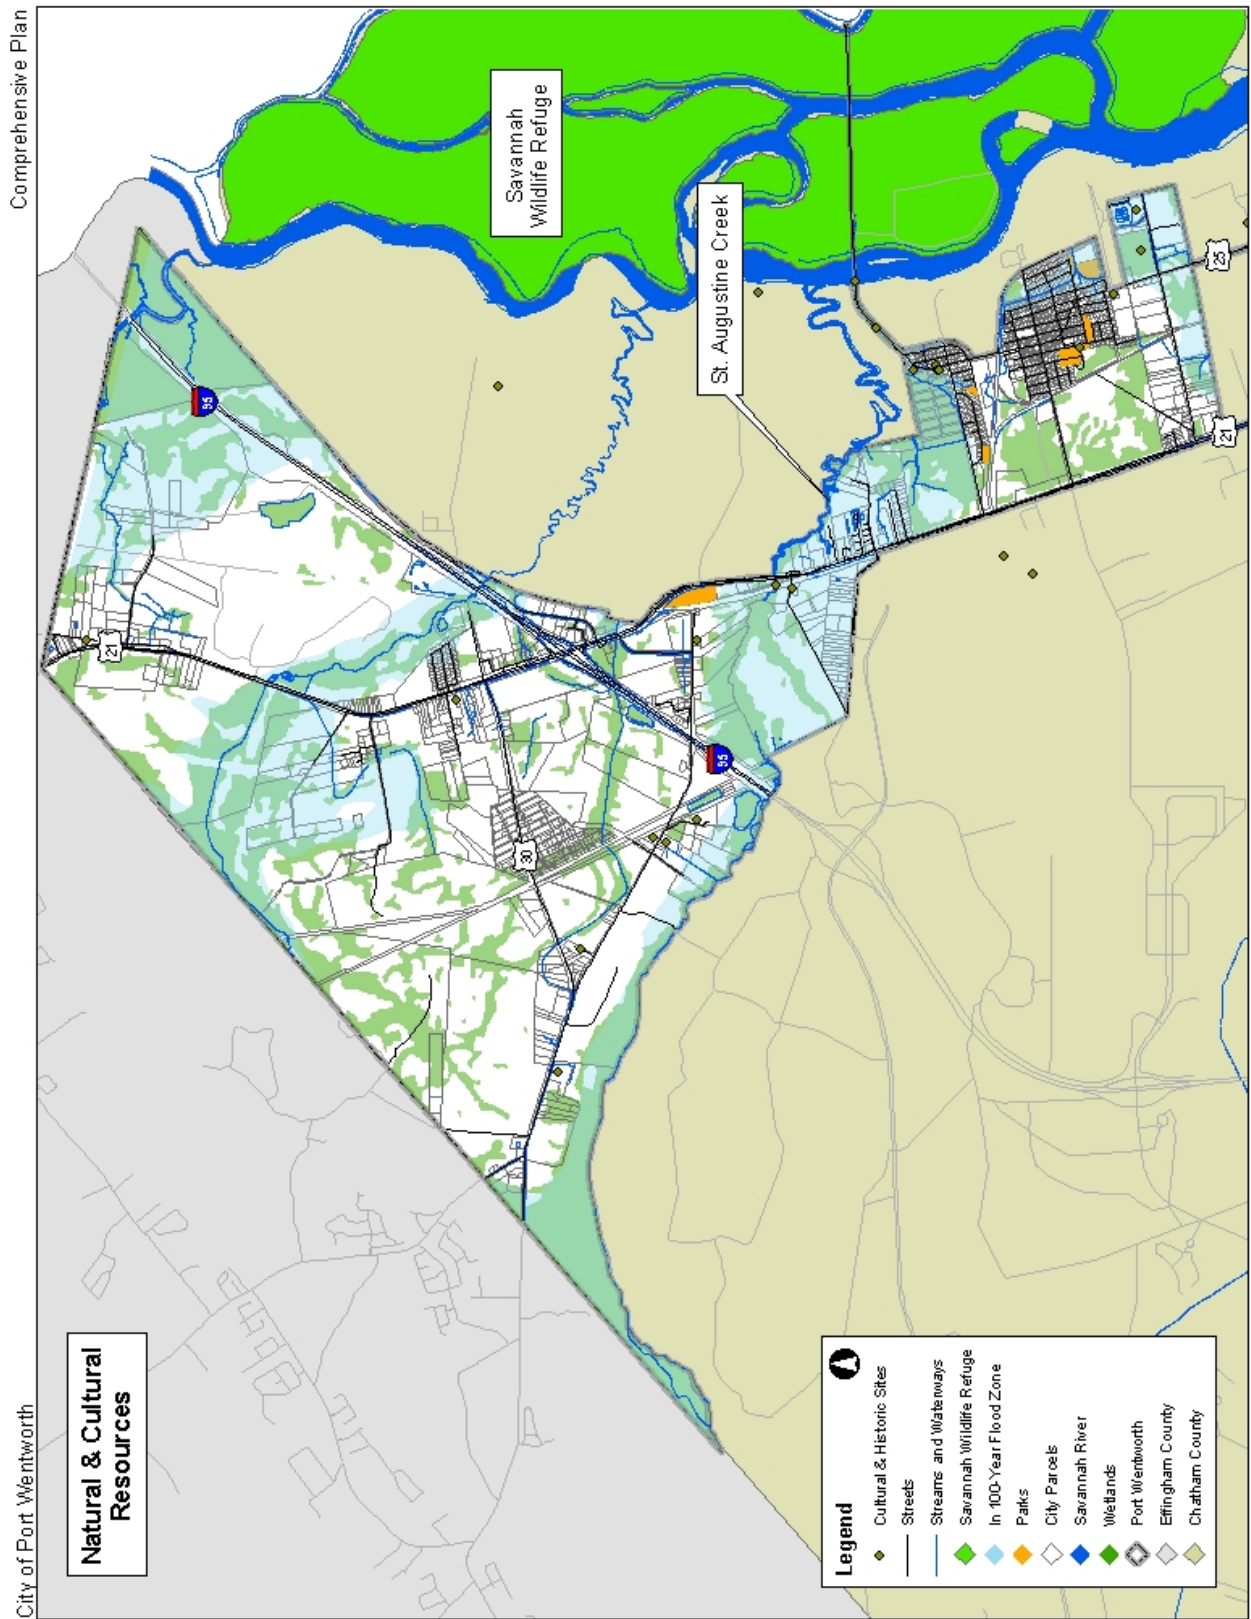 City of Port Wentworth
Comprehensive Plan
Natural & Cultural
Resources
Savannah
Wildlife Refuge
St. Augustine Creek
95
21
30
95
21
25
Legend
Cultural & Historic Sites
Streets
Streams and Waterways
Savannah Wildlife Refuge
In 100-Year Flood Zone
Parks
City Parcels
Savannah River
Wetlands
Port Wentworth
Effingham County
Chatham County